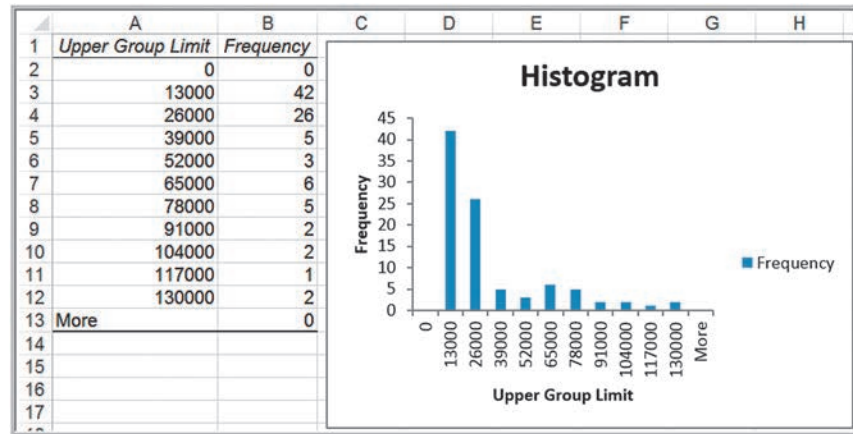 A B C D E F G H
1 Upper Group Limit Frequency
2 0 0
3 13000 42
4 26000 26
5 39000 5
6 52000 3
7 65000 6
8 78000 5
9 91000 2
10 104000 2
11 117000 1
12 130000 2
13 More 0
14
15
16
17
Histogram
45
40
35
30
25
20
15
10
5
0
Frequency
0 13000 26000 39000 52000 65000 78000 91000 104000 117000 130000 More
Upper Group Limit
Frequency